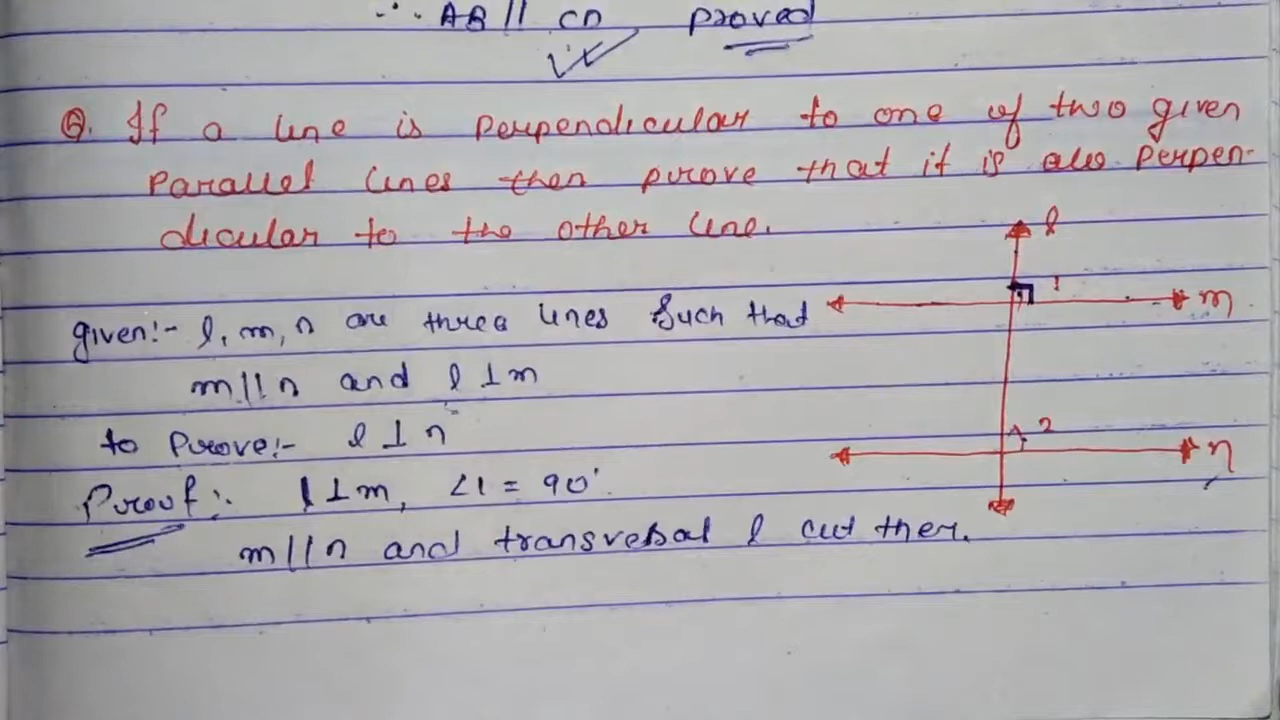 ∴ AB || CD proved
Q. If a line is perpendicular to one of two given
parallel lines then prove that it is also perpen-
dicular to the other line.
l
1
m
given:- l, m, n are three lines such that
m||n and l ⊥ m
to prove:- l ⊥ n
2
n
Proof:- l ⊥ m, ∠1 = 90°
m||n and transversal l cut them.